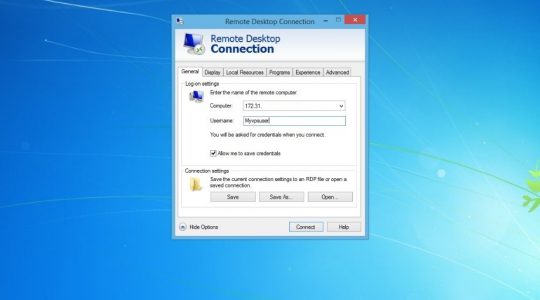 Remote Desktop Connection
Remote Desktop
Connection
General Display Local Resources Programs Experience Advanced
Log-on settings
Enter the name of the remote computer.
Computer: 172.31.
Username: Myvpsuser
You will be asked for credentials when you connect.
Allow me to save credentials
Connection settings
Save the current connection settings to an RDP file or open a
saved connection.
Save Save As... Open...
Hide Options Connect Help